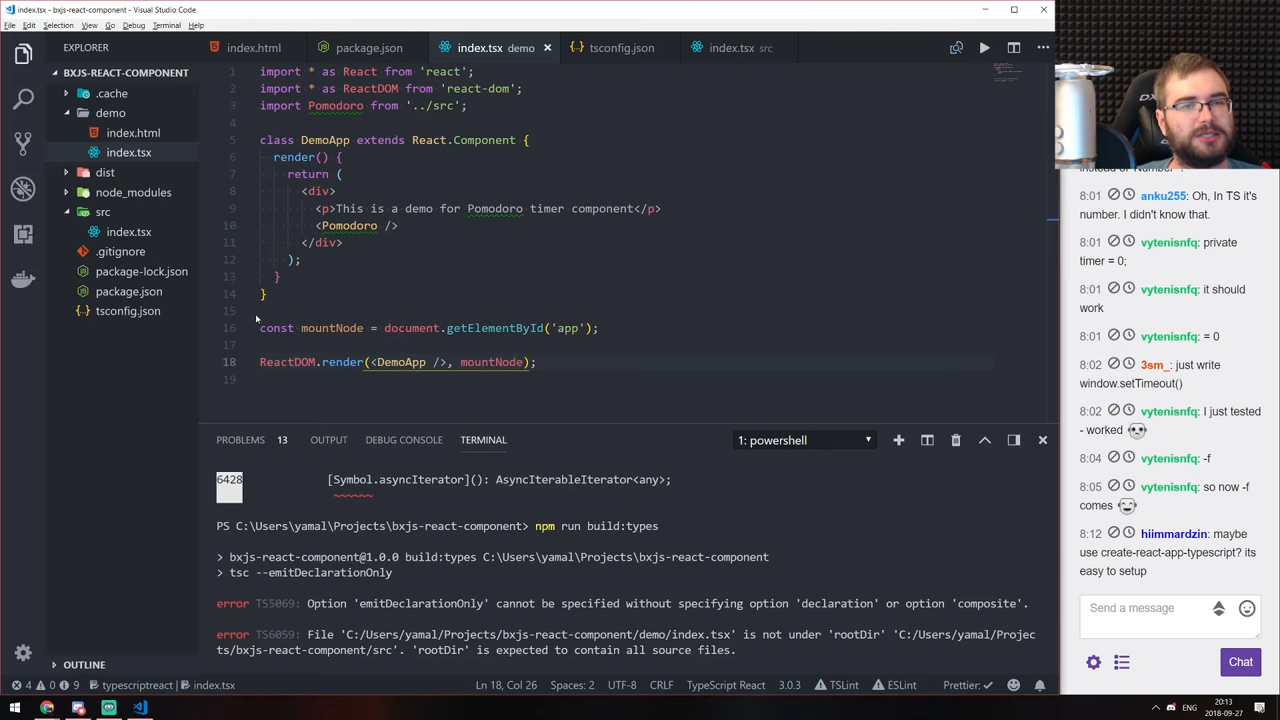 index.tsx - bxjs-react-component - Visual Studio Code
File Edit Selection View Go Debug Terminal Help
EXPLORER
BXJS-REACT-COMPONENT
.cache
demo
index.html
index.tsx
dist
node_modules
src
index.tsx
.gitignore
package-lock.json
package.json
tsconfig.json
OUTLINE
index.html package.json index.tsx demo tsconfig.json index.tsx src
1 import * as React from 'react';
2 import * as ReactDOM from 'react-dom';
3 import Pomodoro from '../src';
4
5 class DemoApp extends React.Component {
6 render() {
7 return (
8 <div>
9 <p>This is a demo for Pomodoro timer component</p>
10 <Pomodoro />
11 </div>
12 );
13 }
14 }
15
16 const mountNode = document.getElementById('app');
17
18 ReactDOM.render(<DemoApp />, mountNode);
19
PROBLEMS 13 OUTPUT DEBUG CONSOLE TERMINAL 1: powershell
6428 [Symbol.asyncIterator](): AsyncIterableIterator<any>;
~~~~~~
PS C:\Users\yamal\Projects\bxjs-react-component> npm run build:types
> bxjs-react-component@1.0.0 build:types C:\Users\yamal\Projects\bxjs-react-component
> tsc --emitDeclarationOnly
error TS5069: Option 'emitDeclarationOnly' cannot be specified without specifying option 'declaration' or option 'composite'.
error TS6059: File 'C:/Users/yamal/Projects/bxjs-react-component/demo/index.tsx' is not under 'rootDir' 'C:/Users/yamal/Projec
ts/bxjs-react-component/src'. 'rootDir' is expected to contain all source files.
4 0 9 typescriptreact index.tsx Ln 18, Col 26 Spaces: 2 UTF-8 CRLF TypeScript React 3.0.3 TSLint ESLint Prettier: ✓
8:01 anku255: Oh, In TS it's
number. I didn't know that.
8:01 vytenisnfq: private
timer = 0;
8:01 vytenisnfq: it should
work
8:01 vytenisnfq: = 0
8:02 3sm_: just write
window.setTimeout()
8:02 vytenisnfq: I just tested
- worked
8:04 vytenisnfq: -f
8:05 vytenisnfq: so now -f
comes
8:12 hiimmardzin: maybe
use create-react-app-typescript? its
easy to setup
Send a message
Chat
ENG
20:13
2018-09-27